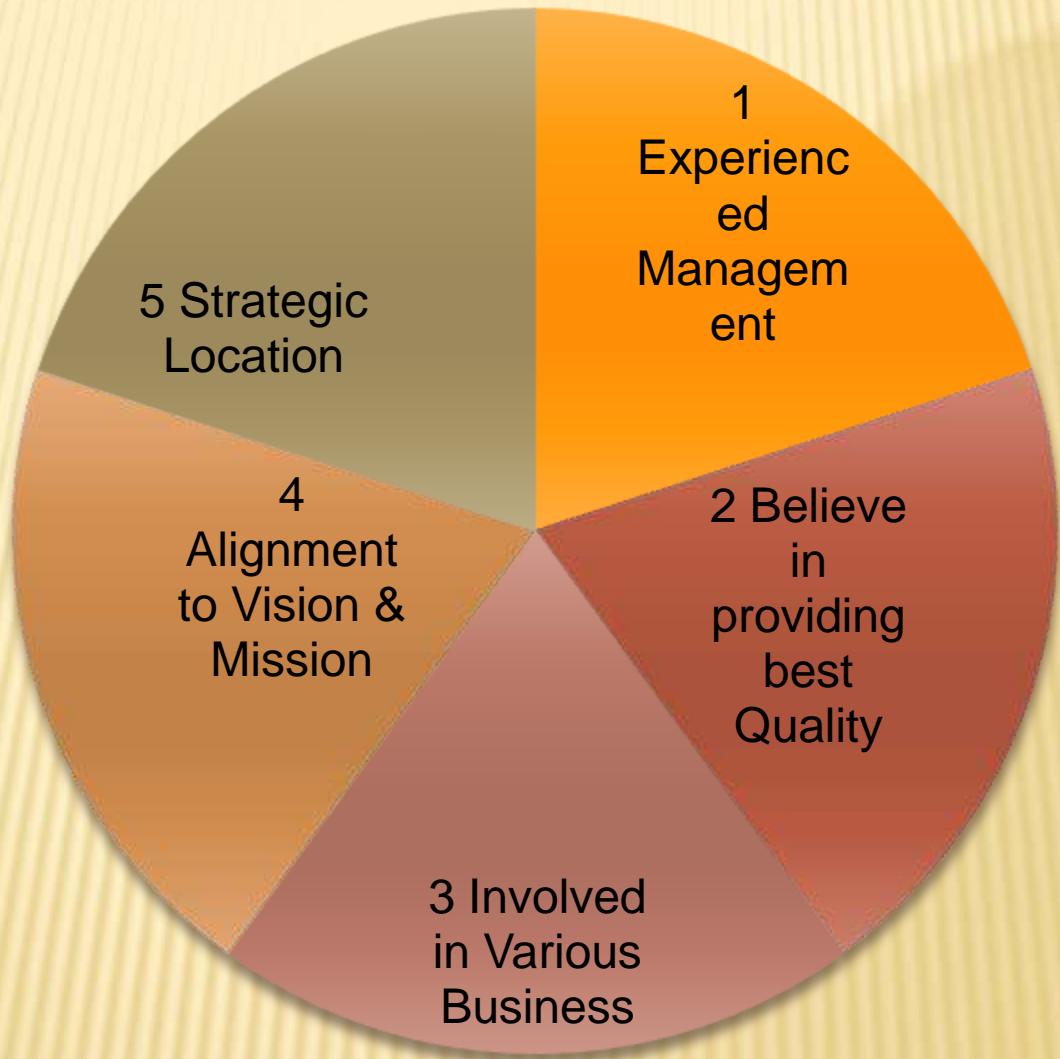 1
Experienc
ed
Managem
ent
2 Believe
in
providing
best
Quality
3 Involved
in Various
Business
4
Alignment
to Vision &
Mission
5 Strategic
Location